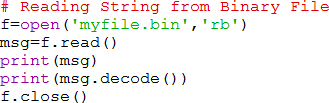 # Reading String from Binary File
f=open('myfile.bin','rb')
msg=f.read()
print(msg)
print(msg.decode())
f.close()